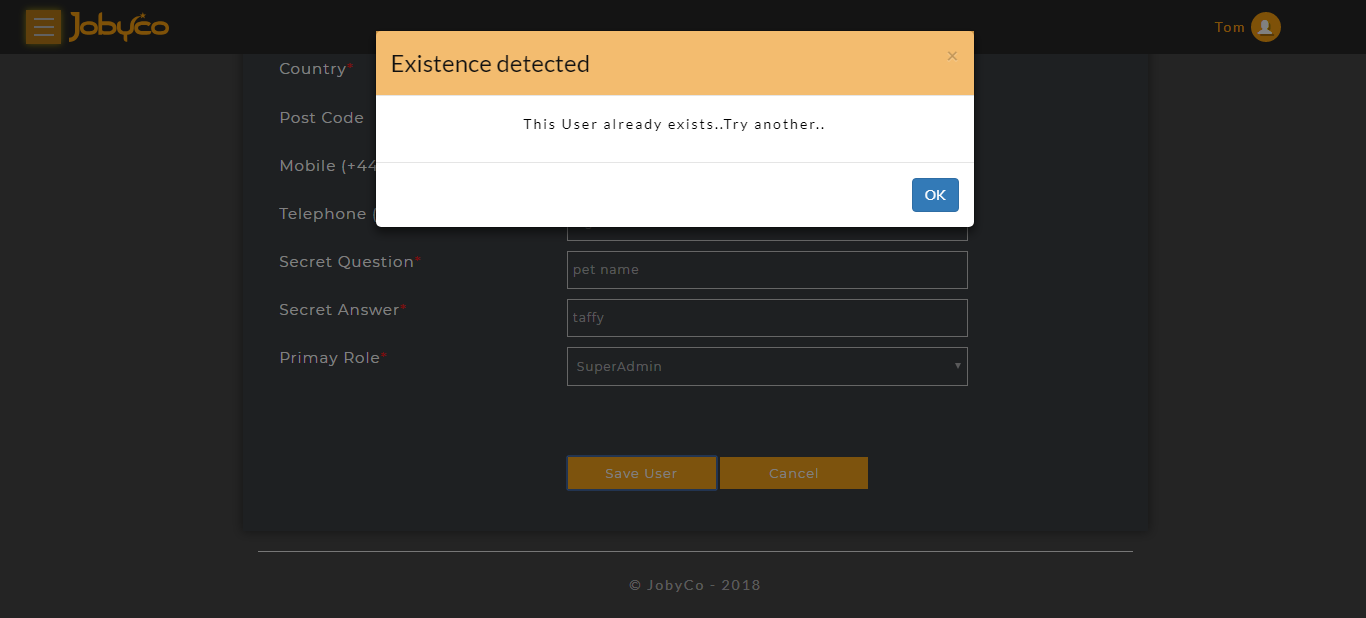 JobyCo
Tom
Existence detected
×
This User already exists..Try another..
OK
Country*
Post Code
Mobile (+44
Telephone (
Secret Question*
pet name
Secret Answer*
taffy
Primay Role*
SuperAdmin
Save User
Cancel
© JobyCo - 2018